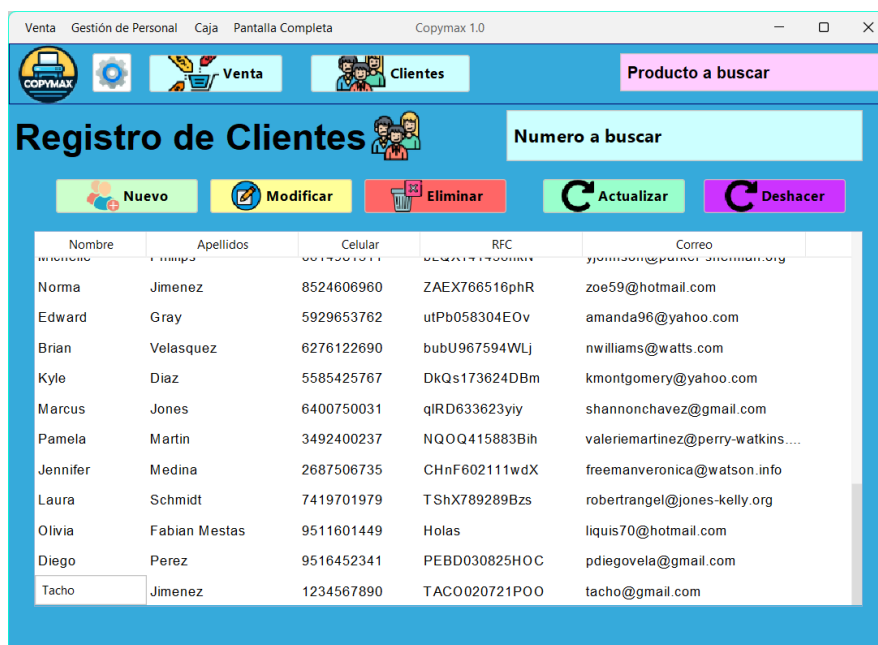 Venta Gestión de Personal Caja Pantalla Completa Copymax 1.0
COPYMAX Venta Clientes Producto a buscar
Registro de Clientes Numero a buscar
Nuevo Modificar Eliminar Actualizar Deshacer
Nombre Apellidos Celular RFC Correo
Norma Jimenez 8524606960 ZAEX766516phR zoe59@hotmail.com
Edward Gray 5929653762 utPb058304EOv amanda96@yahoo.com
Brian Velasquez 6276122690 bubU967594WLj nwilliams@watts.com
Kyle Diaz 5585425767 DkQs173624DBm kmontgomery@yahoo.com
Marcus Jones 6400750031 qIRD633623yiy shannonchavez@gmail.com
Pamela Martin 3492400237 NQOQ415883Bih valeriemartinez@perry-watkins....
Jennifer Medina 2687506735 CHnF602111wdX freemanveronica@watson.info
Laura Schmidt 7419701979 TShX789289Bzs robertrangel@jones-kelly.org
Olivia Fabian Mestas 9511601449 Holas liquis70@hotmail.com
Diego Perez 9516452341 PEBD030825HOC pdiegovela@gmail.com
Tacho Jimenez 1234567890 TACO020721POO tacho@gmail.com